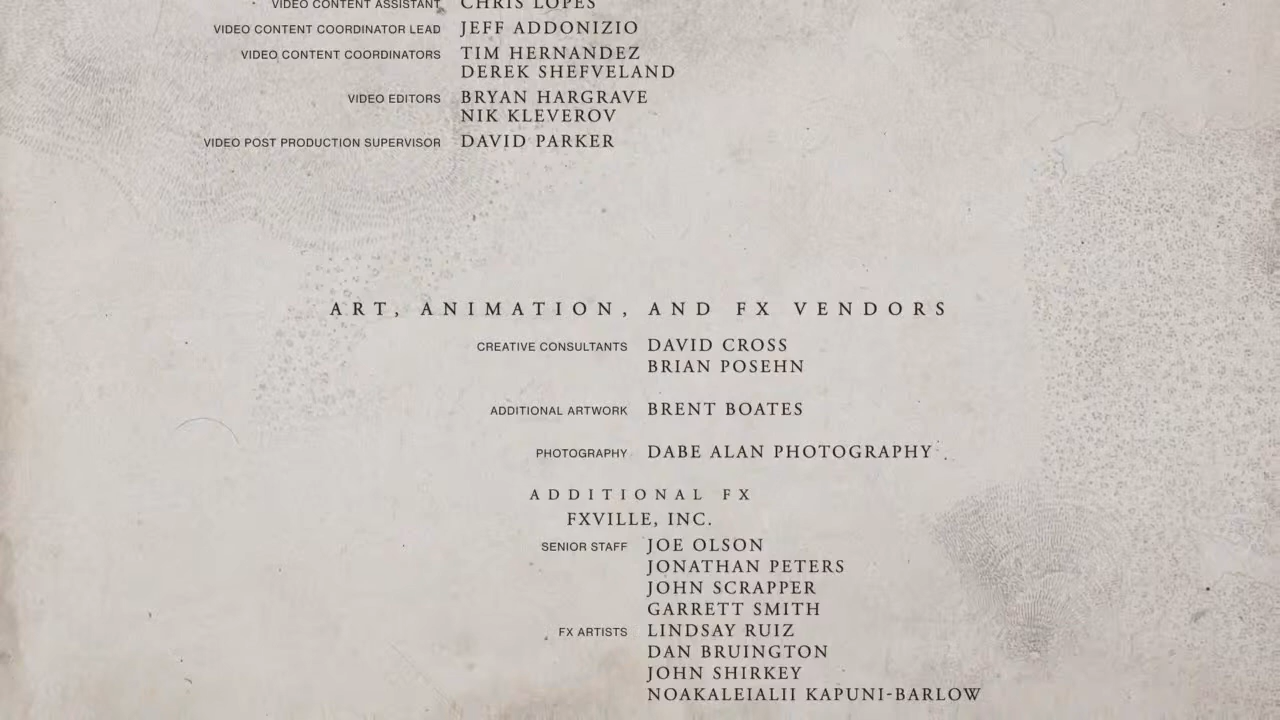 VIDEO CONTENT ASSISTANT CHRIS LOPES
VIDEO CONTENT COORDINATOR LEAD JEFF ADDONIZIO
VIDEO CONTENT COORDINATORS TIM HERNANDEZ
DEREK SHEFVELAND
VIDEO EDITORS BRYAN HARGRAVE
NIK KLEVEROV
VIDEO POST PRODUCTION SUPERVISOR DAVID PARKER
ART, ANIMATION, AND FX VENDORS
CREATIVE CONSULTANTS DAVID CROSS
BRIAN POSEHN
ADDITIONAL ARTWORK BRENT BOATES
PHOTOGRAPHY DABE ALAN PHOTOGRAPHY
ADDITIONAL FX
FXVILLE, INC.
SENIOR STAFF JOE OLSON
JONATHAN PETERS
JOHN SCRAPPER
GARRETT SMITH
FX ARTISTS LINDSAY RUIZ
DAN BRUINGTON
JOHN SHIRKEY
NOAKALEIALII KAPUNI-BARLOW